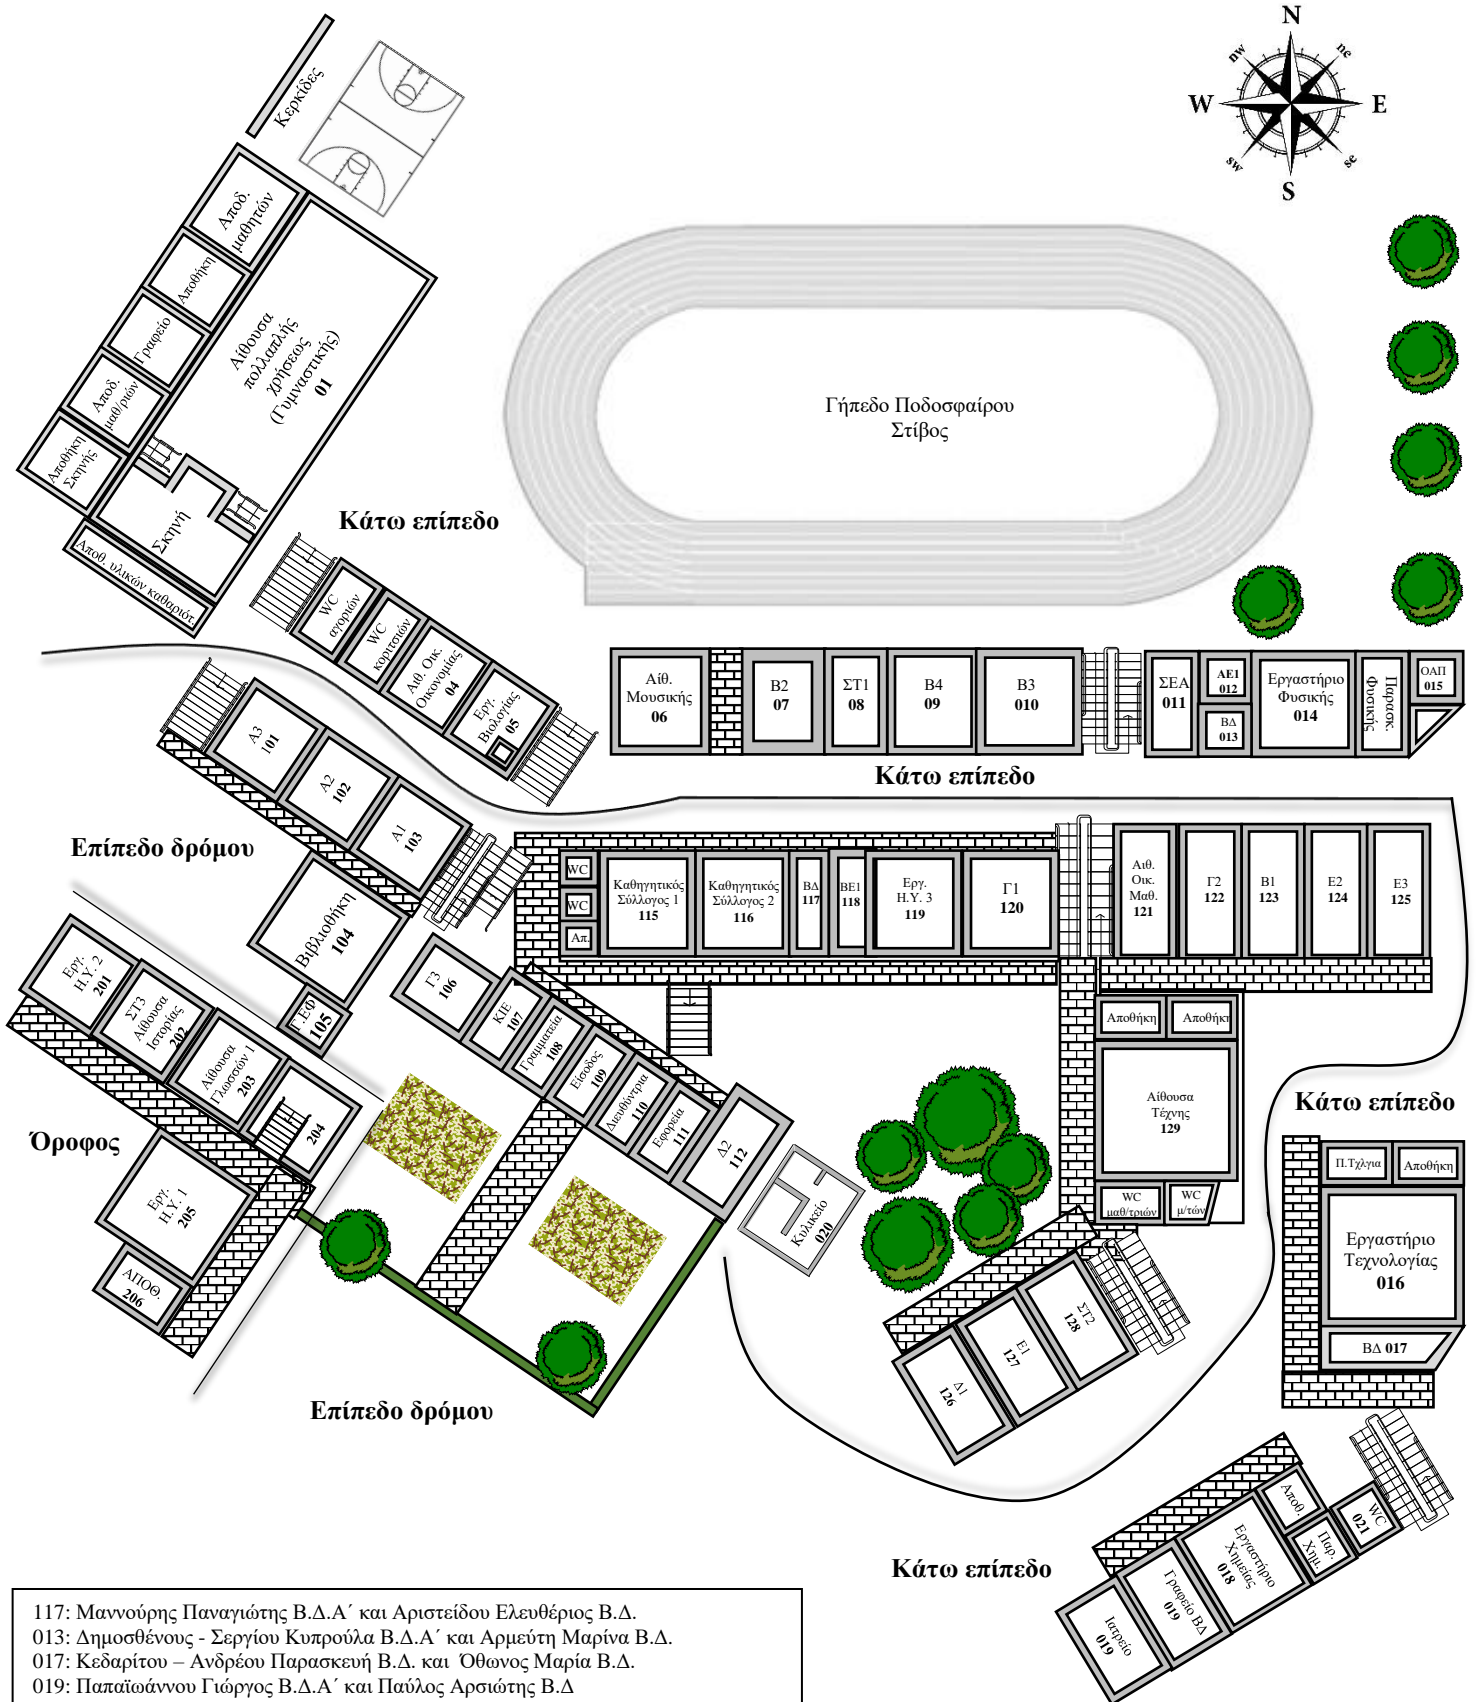 N
nw
ne
W
E
sw
se
S
Κερκίδες
Αποδ.
μαθητών
Αποθήκη
Γραφείο
Αποδ.
μαθ/ριών
Αποθήκη
Σκηνής
Αίθουσα
πολλαπλής
χρήσεως
(Γυμναστικής)
01
Σκηνή
Αποθ. υλικών καθαριότ.
Γήπεδο Ποδοσφαίρου
Στίβος
Κάτω επίπεδο
WC
αγοριών
WC
κοριτσιών
Αιθ. Οικ.
Οικονομίας
04
Εργ.
Βιολογίας
05
Αίθ.
Μουσικής
06
Β2
07
ΣΤ1
08
Β4
09
Β3
010
ΣΕΑ
011
ΑΕ1
012
ΒΔ
013
Εργαστήριο
Φυσικής
014
Παρασκ.
Φυσικής
ΟΑΠ
015
Κάτω επίπεδο
Α3
101
Α2
102
Α1
103
Επίπεδο δρόμου
Βιβλιοθήκη
104
Γ.ΕΦ
105
WC
WC
Απ.
Καθηγητικός
Σύλλογος 1
115
Καθηγητικός
Σύλλογος 2
116
ΒΔ
117
ΒΕ1
118
Εργ.
Η.Υ. 3
119
Γ1
120
Αιθ.
Οικ.
Μαθ.
121
Γ2
122
Β1
123
Ε2
124
Ε3
125
Εργ.
Η.Υ. 2
201
ΣΤ3
Αίθουσα
Ιστορίας
202
Αίθουσα
Γλωσσών 1
203
204
Όροφος
Εργ.
Η.Υ. 1
205
ΑΠΟΘ.
206
Γ3
106
ΚΙΕ
107
Γραμματεία
108
Είσοδος
109
Διευθύντρια
110
Εφορεία
111
Δ2
112
Κυλικείο
020
Αποθήκη
Αποθήκη
Αίθουσα
Τέχνης
129
WC
μαθ/τριών
WC
μ/τών
Κάτω επίπεδο
Π.Τχλγια
Αποθήκη
Εργαστήριο
Τεχνολογίας
016
ΒΔ 017
Δ1
126
Ε1
127
ΣΤ2
128
Επίπεδο δρόμου
Κάτω επίπεδο
Ιατρείο
019
Γραφείο ΒΔ
019
Εργαστήριο
Χημείας
018
Αποθ.
Παρ.
Χημ.
WC
021
117: Μαννούρης Παναγιώτης Β.Δ.Α΄ και Αριστείδου Ελευθέριος Β.Δ.
013: Δημοσθένους - Σεργίου Κυπρούλα Β.Δ.Α΄ και Αρμεύτη Μαρίνα Β.Δ.
017: Κεδαρίτου – Ανδρέου Παρασκευή Β.Δ. και Όθωνος Μαρία Β.Δ.
019: Παπαϊωάννου Γιώργος Β.Δ.Α΄ και Παύλος Αρσιώτης Β.Δ